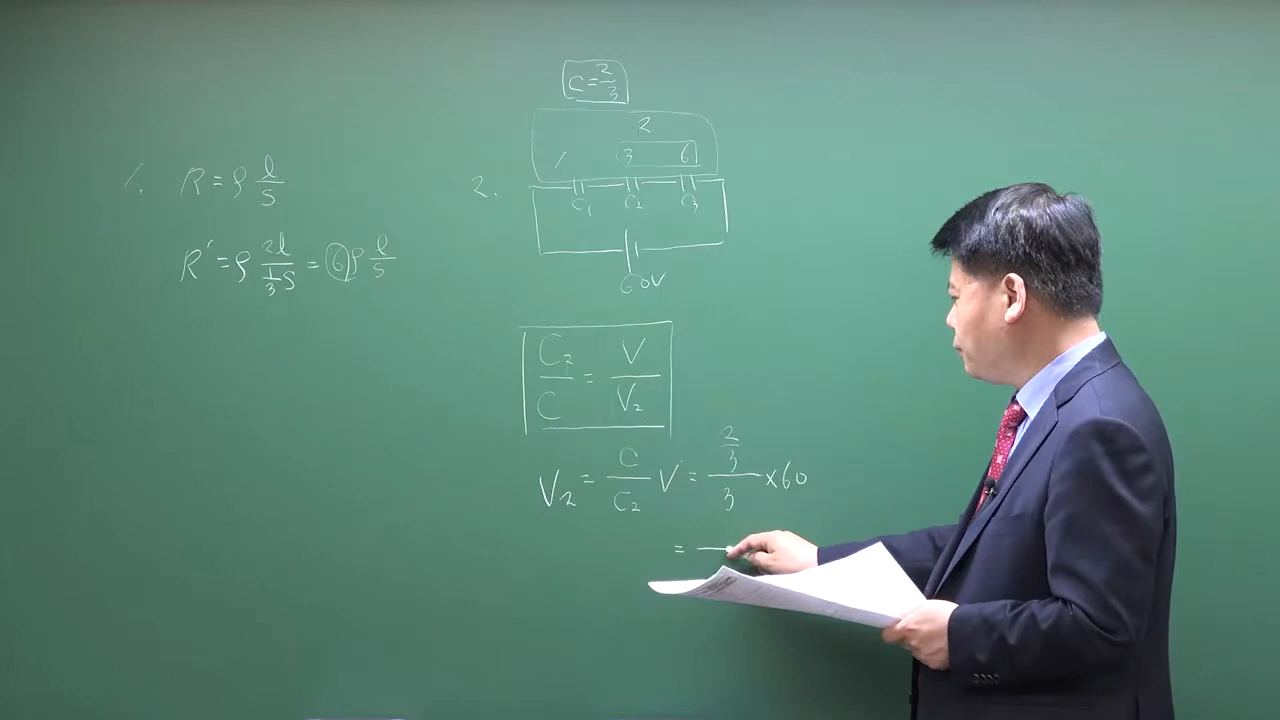 1. R = ρ l/S
R' = ρ 2l / (1/3 S) = 6 ρ l/S
C = 2/3
2.
2
1 3 6
C₁ C₂ C₃
60V
C₂/C = V/V₂
V₂ = C/C₂ V = (2/3)/3 × 60
=